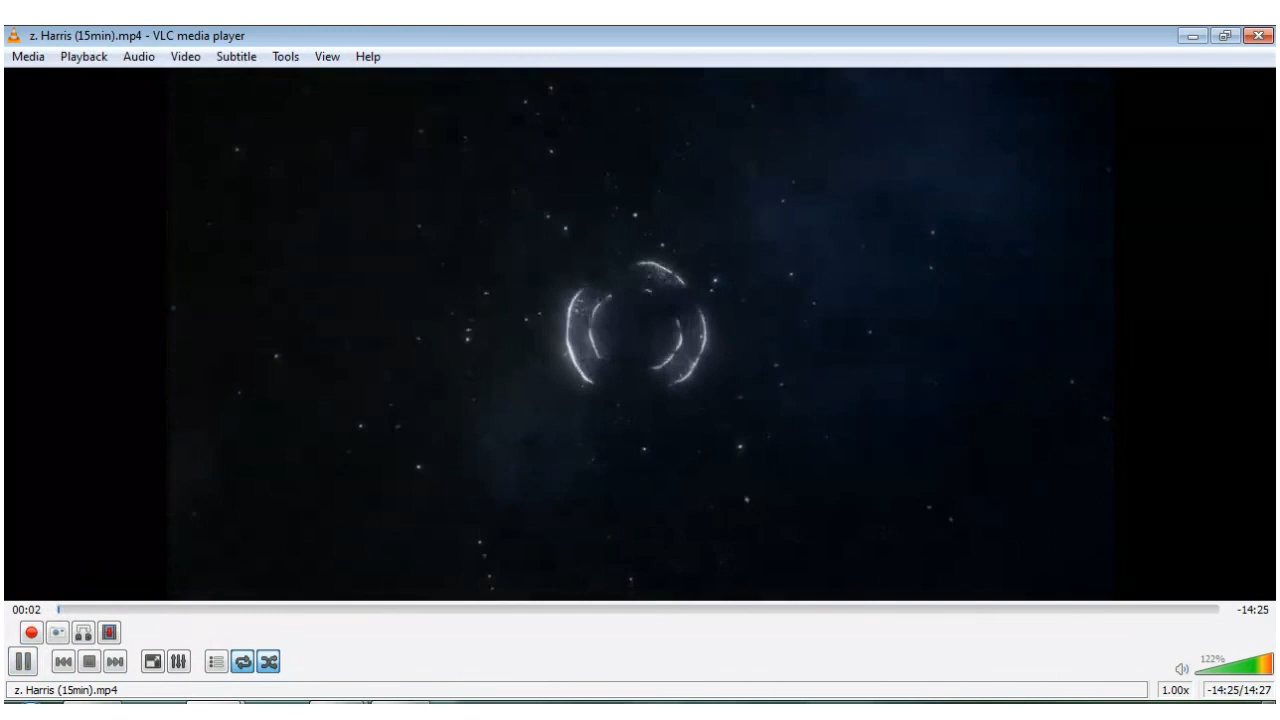 z. Harris (15min).mp4 - VLC media player
Media Playback Audio Video Subtitle Tools View Help
00:02 -14:25
122%
z. Harris (15min).mp4 1.00x -14:25/14:27